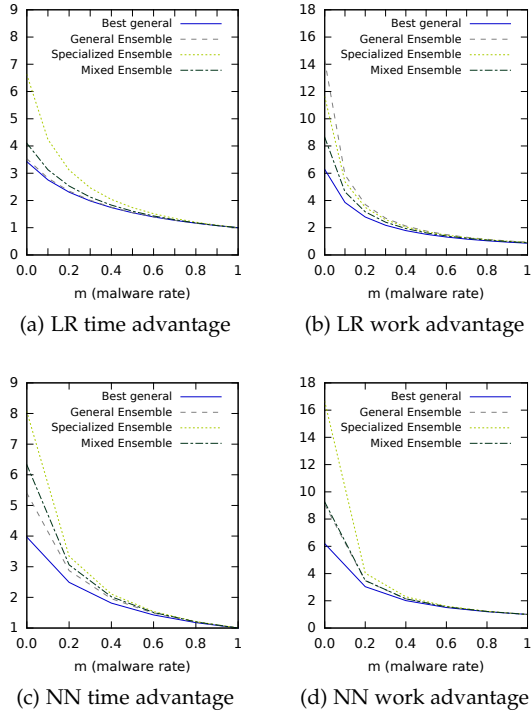 9
8
7
6
5
4
3
2
1
0
Best general
General Ensemble
Specialized Ensemble
Mixed Ensemble
0.0 0.2 0.4 0.6 0.8 1
m (malware rate)
(a) LR time advantage
18
16
14
12
10
8
6
4
2
0
Best general
General Ensemble
Specialized Ensemble
Mixed Ensemble
0.0 0.2 0.4 0.6 0.8 1
m (malware rate)
(b) LR work advantage
9
8
7
6
5
4
3
2
1
Best general
General Ensemble
Specialized Ensemble
Mixed Ensemble
0.0 0.2 0.4 0.6 0.8 1
m (malware rate)
(c) NN time advantage
18
16
14
12
10
8
6
4
2
0
Best general
General Ensemble
Specialized Ensemble
Mixed Ensemble
0.0 0.2 0.4 0.6 0.8 1
m (malware rate)
(d) NN work advantage